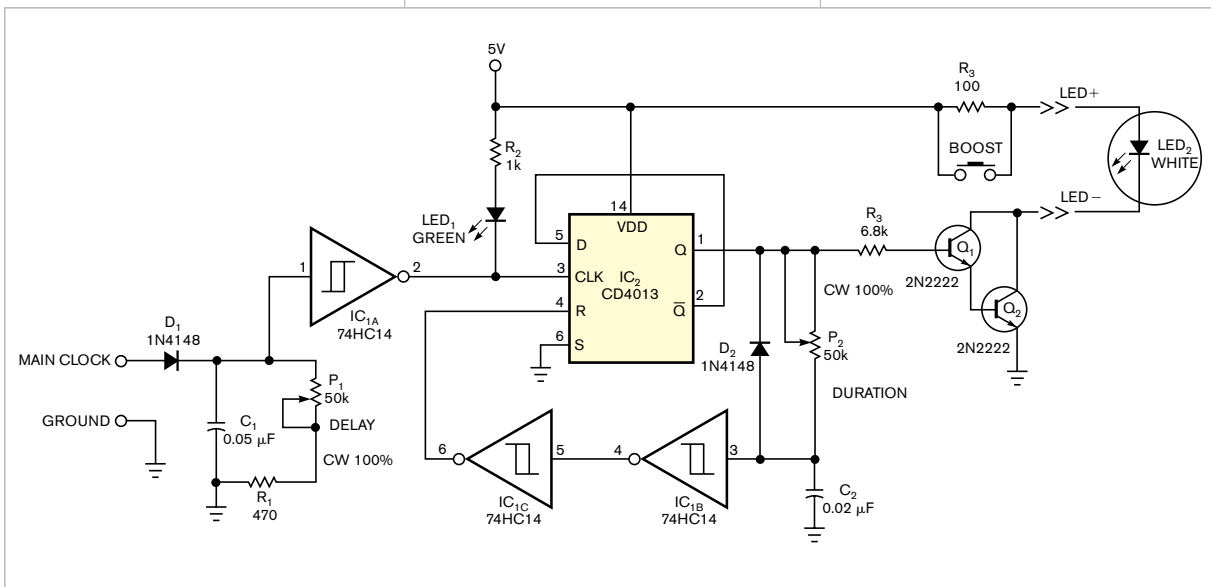 5V
R3
100
LED+
BOOST
LED2
WHITE
R2
1k
LED–
LED1
GREEN
14
VDD
5
D
Q
1
R3
6.8k
Q1
2N2222
3
CLK
IC2
CD4013
4
R
Q
2
6
S
1
2
IC1A
74HC14
CW 100%
Q2
2N2222
D1
1N4148
MAIN CLOCK
P1
50k
D2
1N4148
P2
50k
DURATION
GROUND
C1
0.05 µF
DELAY
CW 100%
R1
470
6
5
4
3
IC1C
74HC14
IC1B
74HC14
C2
0.02 µF